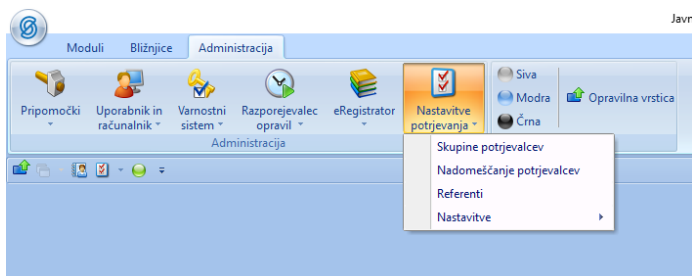 Javn
Moduli Bližnjice Administracija
Pripomočki
Uporabnik in
računalnik
Varnostni
sistem
Razporejevalec
opravil
eRegistrator
Nastavitve
potrjevanja
Siva
Modra
Črna
Opravilna vrstica
Administracija
Skupine potrjevalcev
Nadomeščanje potrjevalcev
Referenti
Nastavitve